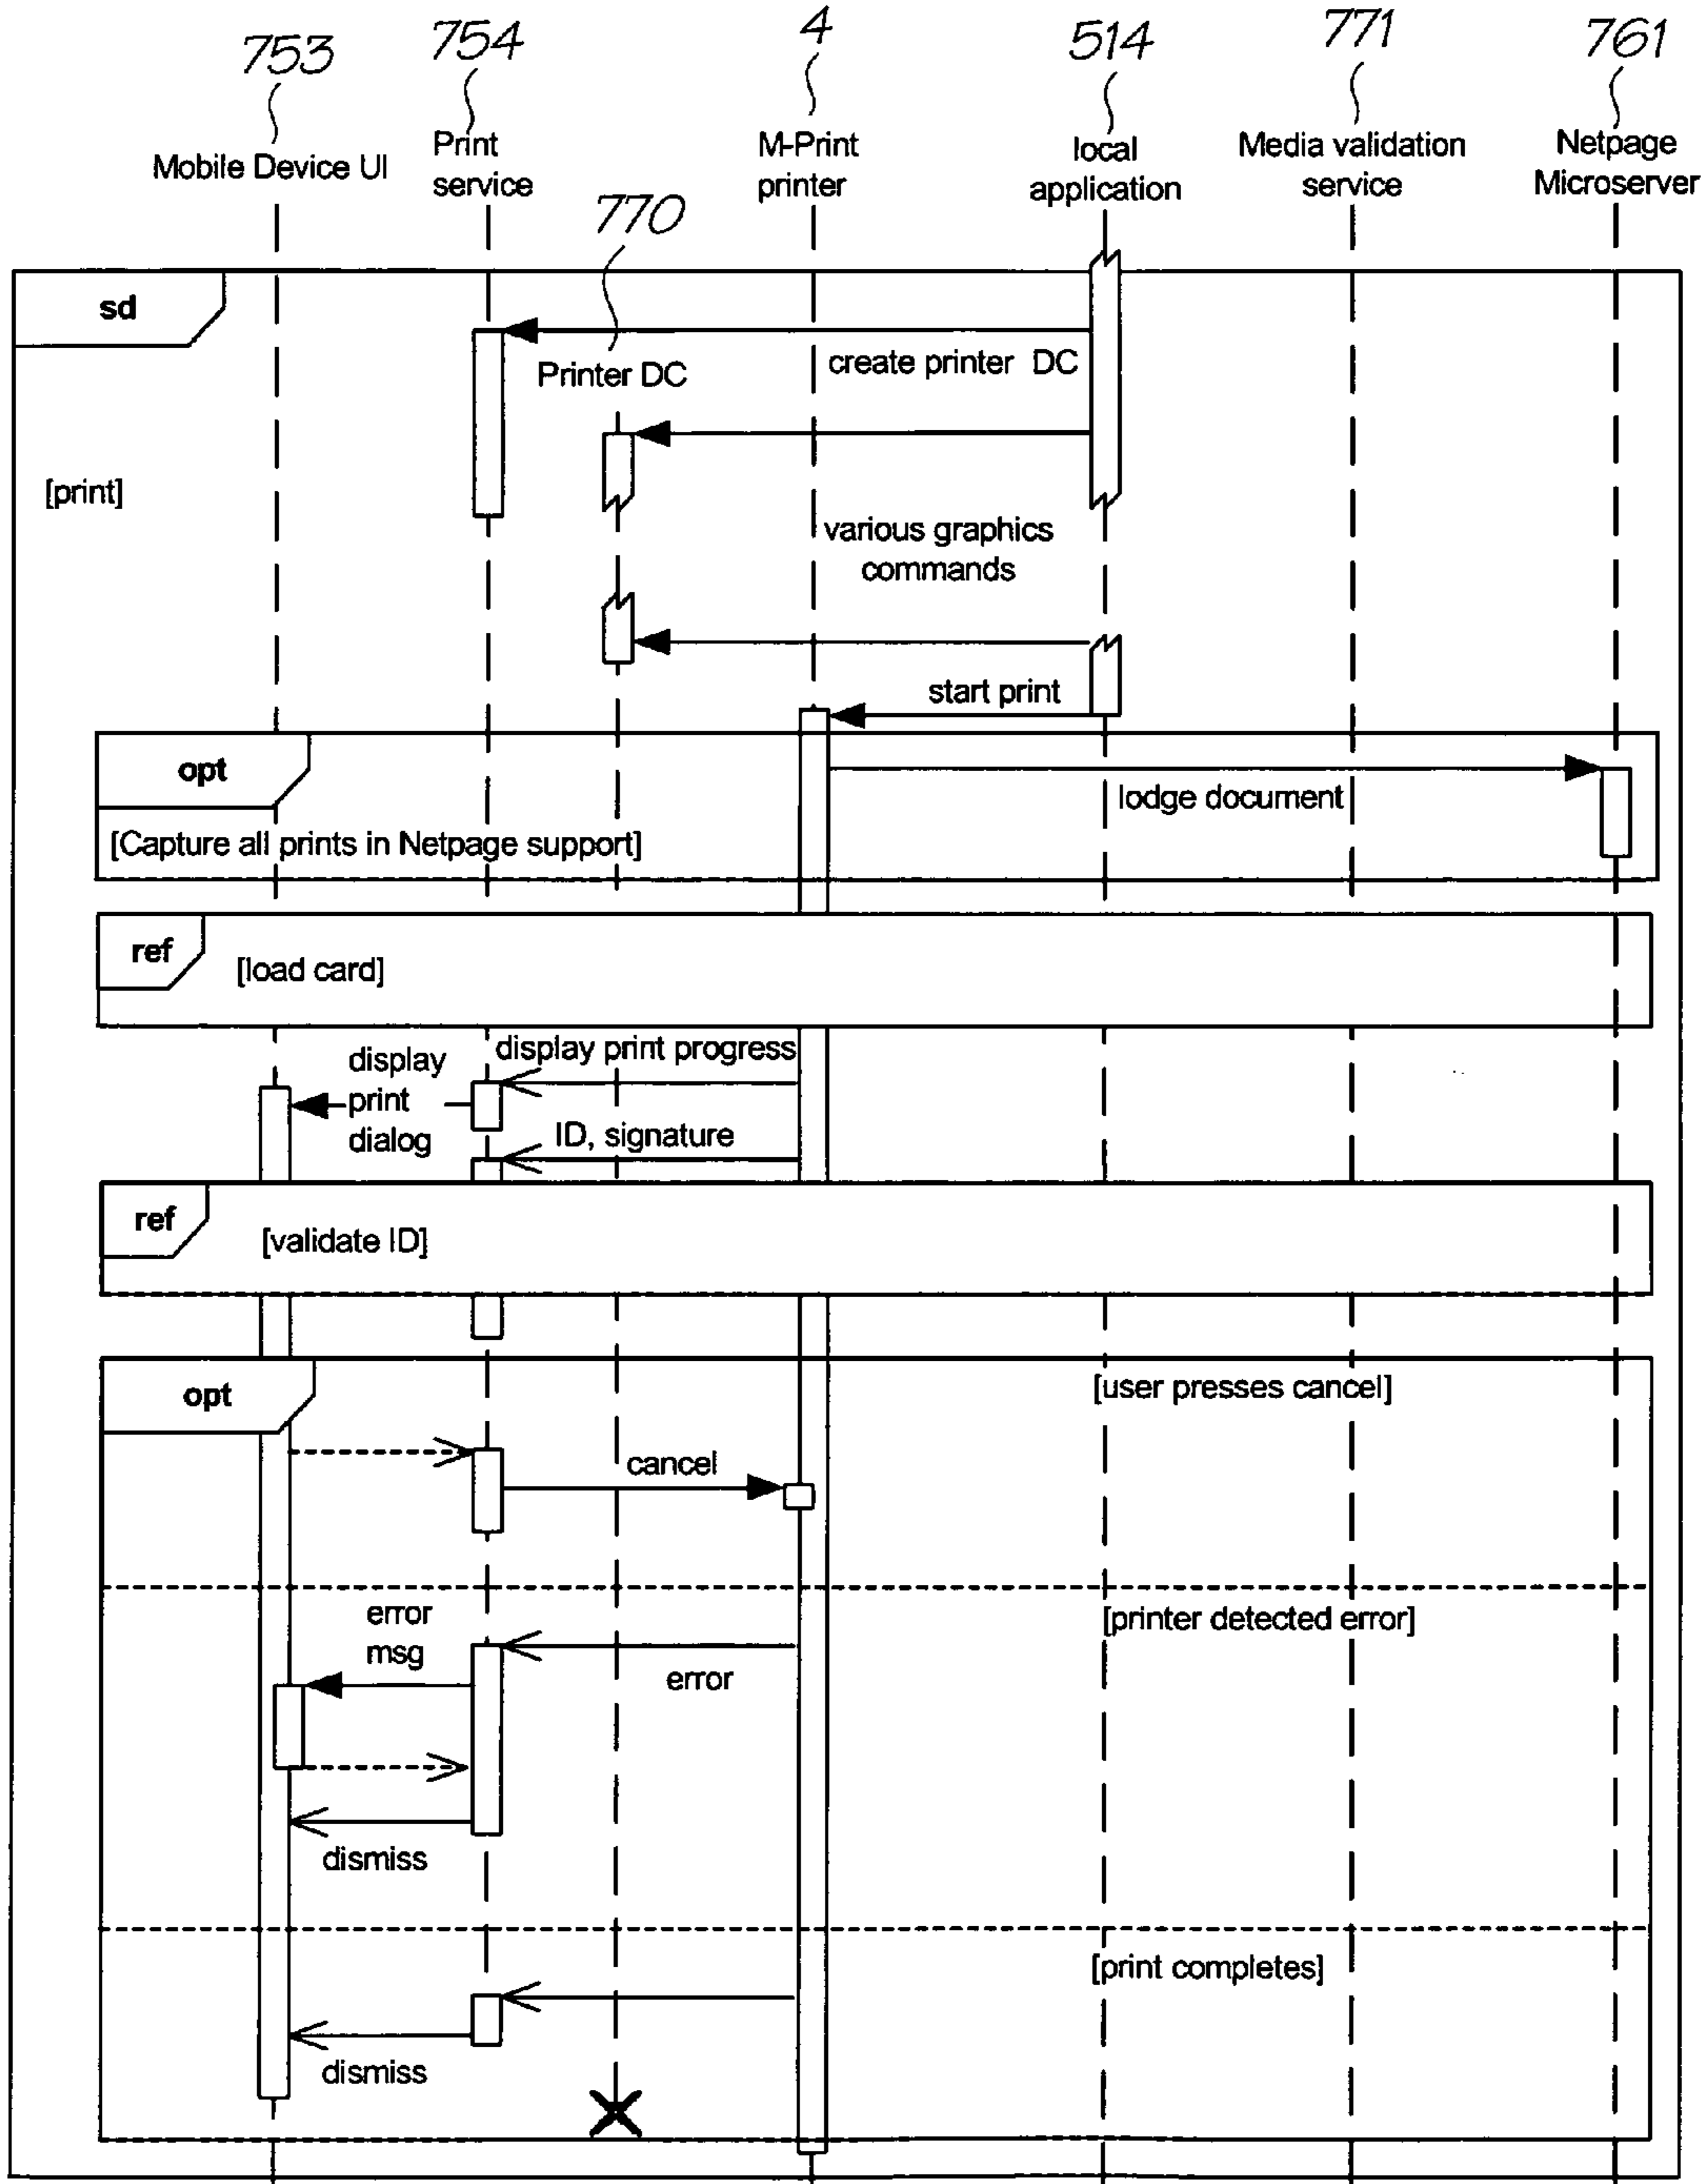 753
754
4
514
771
761
Mobile Device UI
Print
service
M-Print
printer
local
application
Media validation
service
Netpage
Microserver
770
sd
Printer DC
create printer DC
[print]
various graphics
commands
start print
opt
lodge document
[Capture all prints in Netpage support]
ref
[load card]
display
print
dialog
display print progress
ID, signature
ref
[validate ID]
opt
[user presses cancel]
cancel
error
msg
[printer detected error]
error
dismiss
[print completes]
dismiss